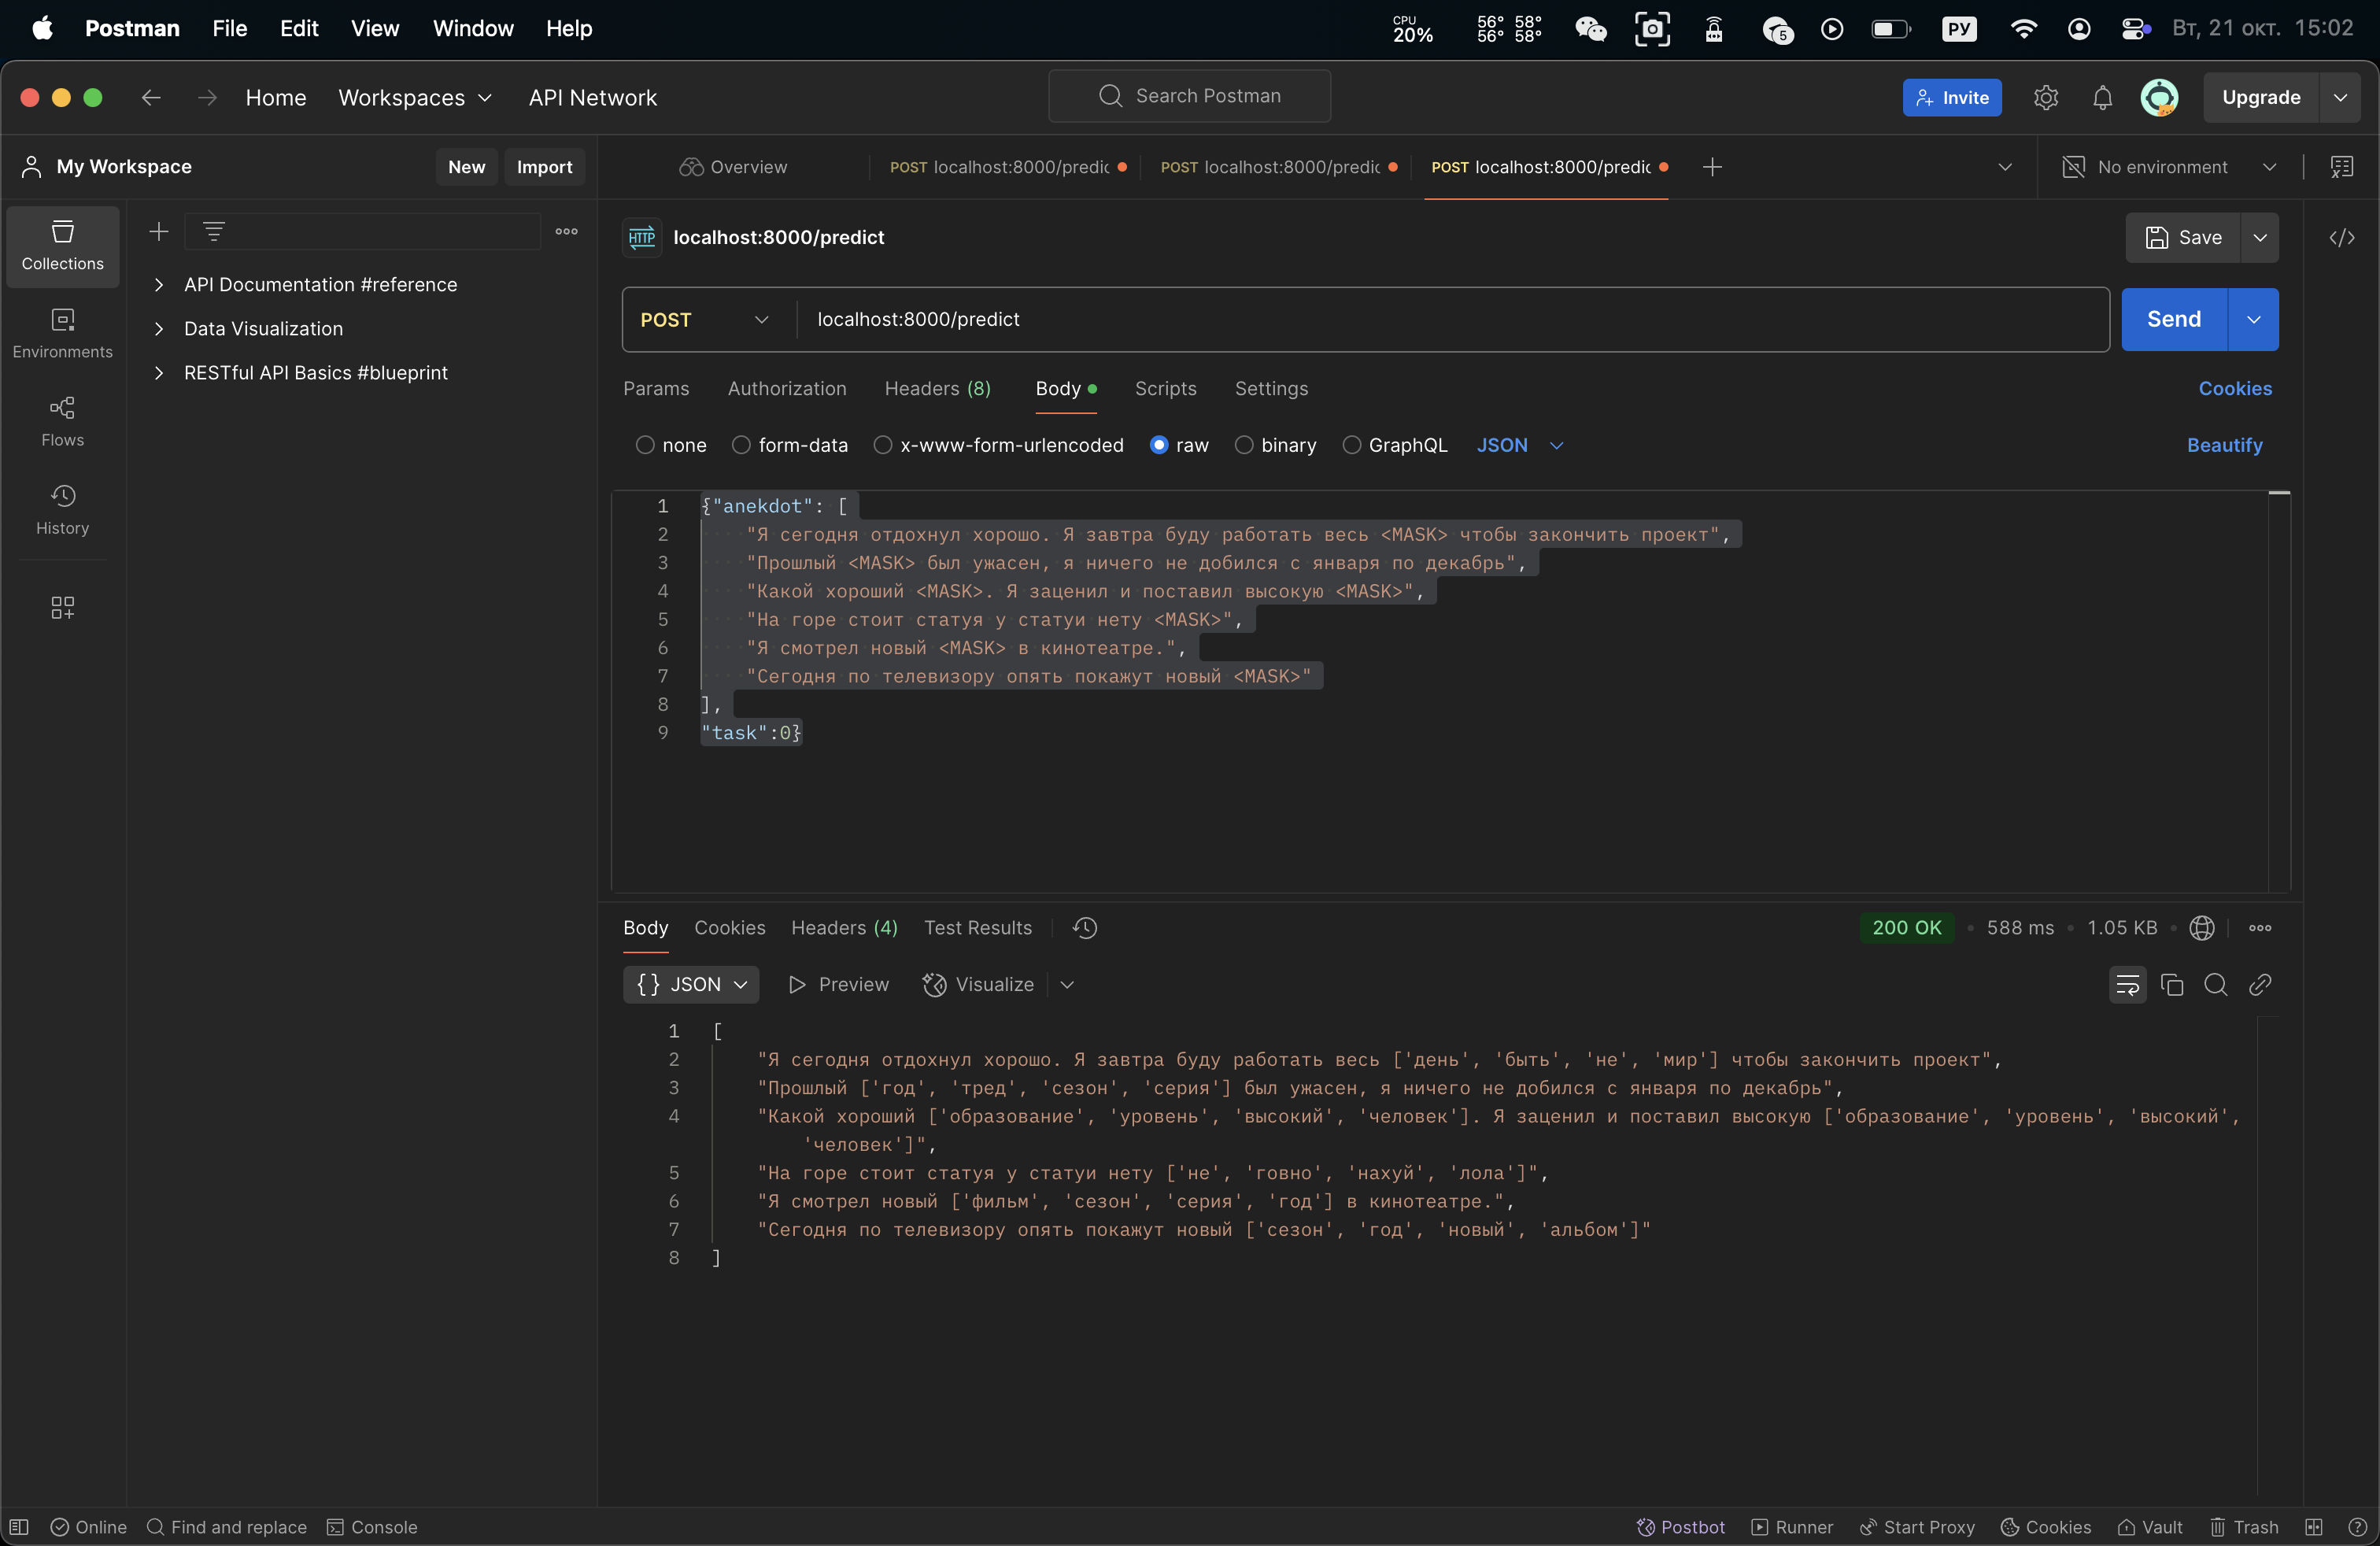 Postman File Edit View Window Help CPU 20% 56° 58° 56° 58° 5 РУ Вт, 21 окт. 15:02
Home Workspaces API Network Search Postman Invite Upgrade
My Workspace New Import Overview POST localhost:8000/predic POST localhost:8000/predic POST localhost:8000/predic No environment
Collections
Environments
Flows
History
API Documentation #reference
Data Visualization
RESTful API Basics #blueprint
HTTP localhost:8000/predict Save
POST localhost:8000/predict Send
Params Authorization Headers (8) Body Scripts Settings Cookies
none form-data x-www-form-urlencoded raw binary GraphQL JSON Beautify
1 {"anekdot": [
2 "Я сегодня отдохнул хорошо. Я завтра буду работать весь <MASK> чтобы закончить проект",
3 "Прошлый <MASK> был ужасен, я ничего не добился с января по декабрь",
4 "Какой хороший <MASK>. Я заценил и поставил высокую <MASK>",
5 "На горе стоит статуя у статуи нету <MASK>",
6 "Я смотрел новый <MASK> в кинотеатре.",
7 "Сегодня по телевизору опять покажут новый <MASK>"
8 ],
9 "task":0}
Body Cookies Headers (4) Test Results 200 OK • 588 ms • 1.05 KB •
{} JSON Preview Visualize
1 [
2 "Я сегодня отдохнул хорошо. Я завтра буду работать весь ['день', 'быть', 'не', 'мир'] чтобы закончить проект",
3 "Прошлый ['год', 'тред', 'сезон', 'серия'] был ужасен, я ничего не добился с января по декабрь",
4 "Какой хороший ['образование', 'уровень', 'высокий', 'человек']. Я заценил и поставил высокую ['образование', 'уровень', 'высокий',
'человек']",
5 "На горе стоит статуя у статуи нету ['не', 'говно', 'нахуй', 'лола']",
6 "Я смотрел новый ['фильм', 'сезон', 'серия', 'год'] в кинотеатре.",
7 "Сегодня по телевизору опять покажут новый ['сезон', 'год', 'новый', 'альбом']"
8 ]
Online Find and replace Console Postbot Runner Start Proxy Cookies Vault Trash